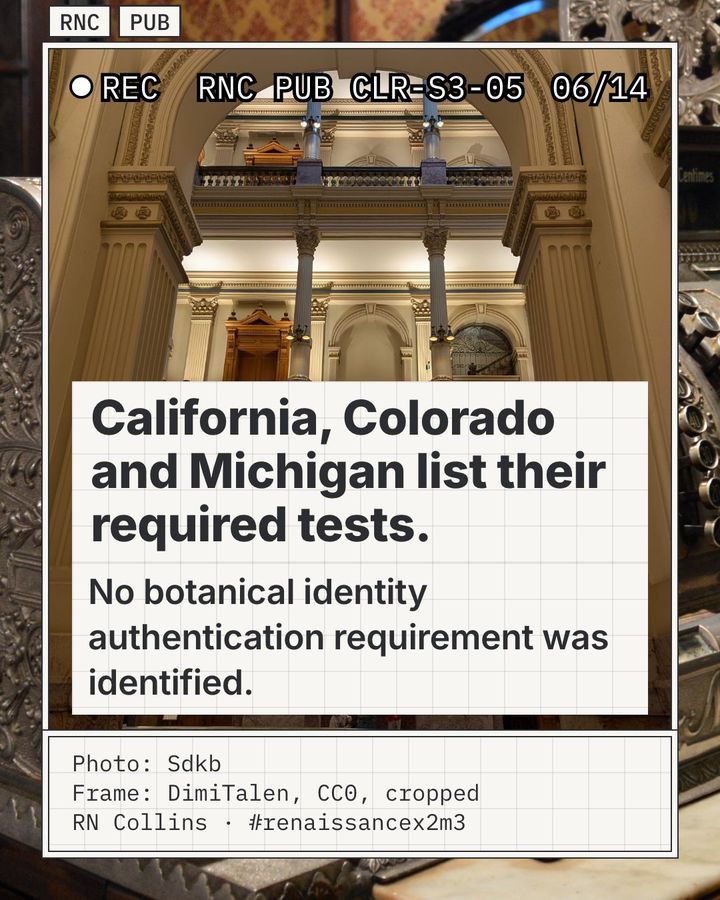 RNC PUB
REC RNC PUB CLR-S3-05 06/14
Centimes
California, Colorado
and Michigan list their
required tests.
No botanical identity
authentication requirement was
identified.
Photo: Sdkb
Frame: DimiTalen, CC0, cropped
RN Collins · #renaissancex2m3